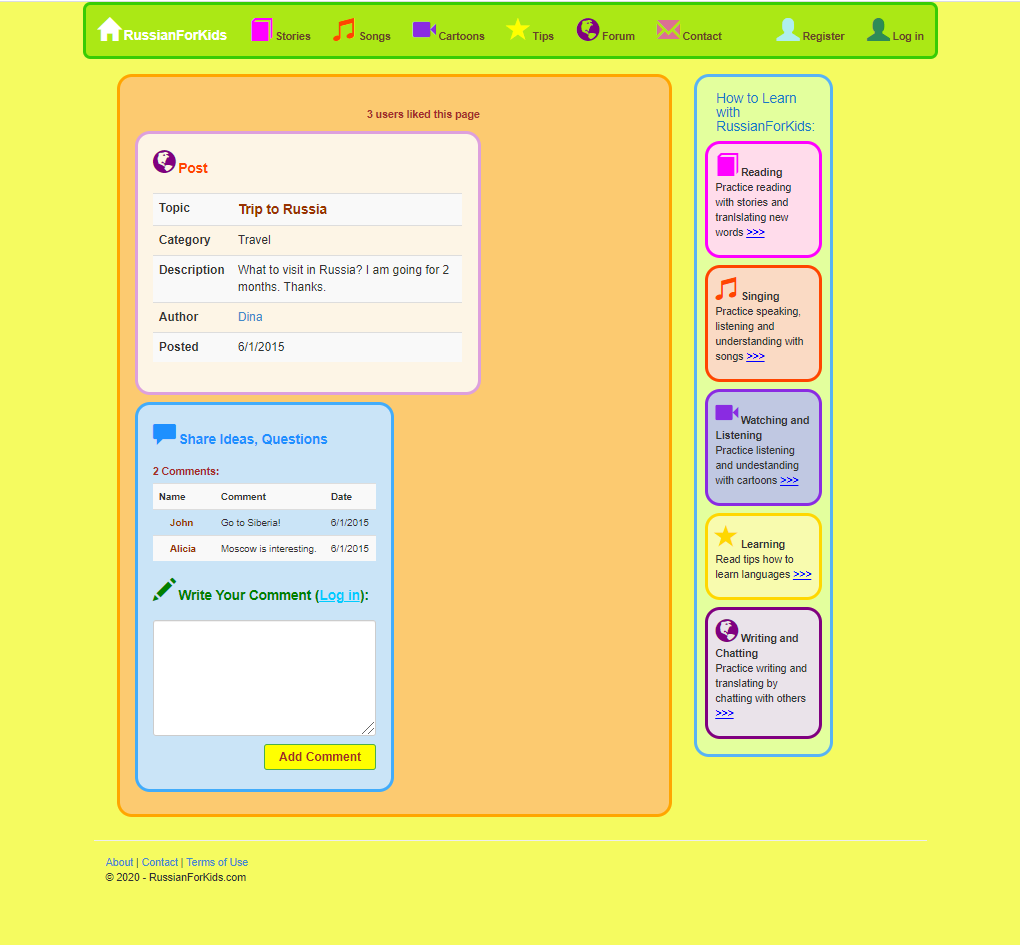 RussianForKids Stories Songs Cartoons Tips Forum Contact Register Log in
3 users liked this page
Post
Topic Trip to Russia
Category Travel
Description What to visit in Russia? I am going for 2
months. Thanks.
Author Dina
Posted 6/1/2015
Share Ideas, Questions
2 Comments:
Name Comment Date
John Go to Siberia! 6/1/2015
Alicia Moscow is interesting. 6/1/2015
Write Your Comment (Log in):
Add Comment
How to Learn
with
RussianForKids:
Reading
Practice reading
with stories and
tranlslating new
words >>>
Singing
Practice speaking,
listening and
understanding with
songs >>>
Watching and
Listening
Practice listening
and undestanding
with cartoons >>>
Learning
Read tips how to
learn languages >>>
Writing and
Chatting
Practice writing and
translating by
chatting with others
>>>
About | Contact | Terms of Use
© 2020 - RussianForKids.com